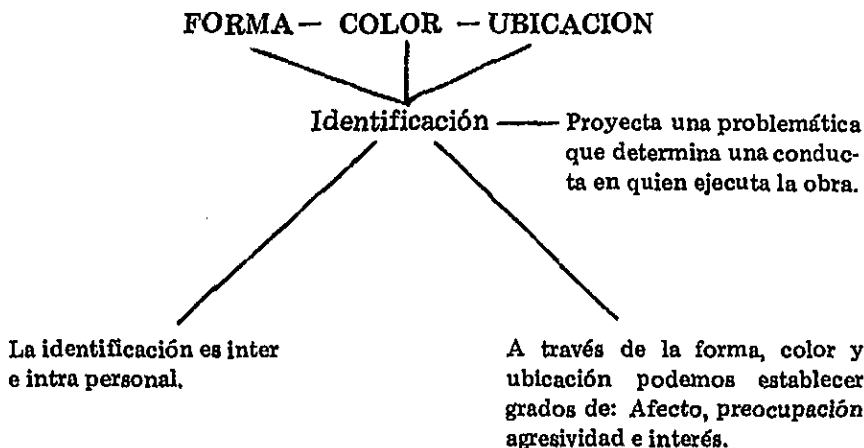 FORMA — COLOR — UBICACION
Identificación
Proyecta una problemática
que determina una conduc-
ta en quien ejecuta la obra.
La identificación es inter
e intra personal.
A través de la forma, color y
ubicación podemos establecer
grados de: Afecto, preocupación
agresividad e interés.